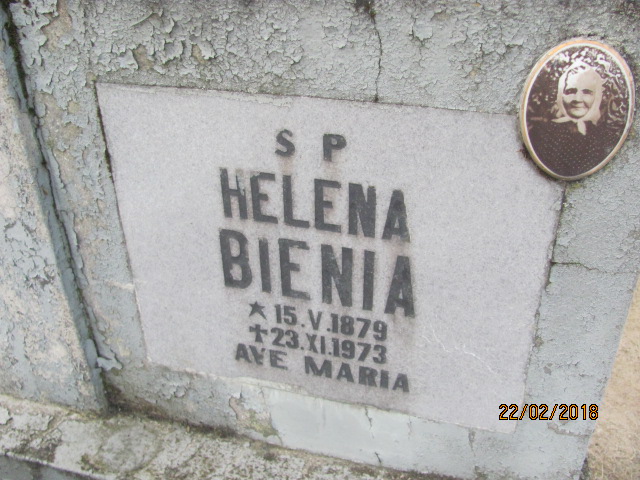 S P
HELENA
BIENIA
★ 15.V.1879
✝ 23.XI.1973
AVE MARIA
22/02/2018